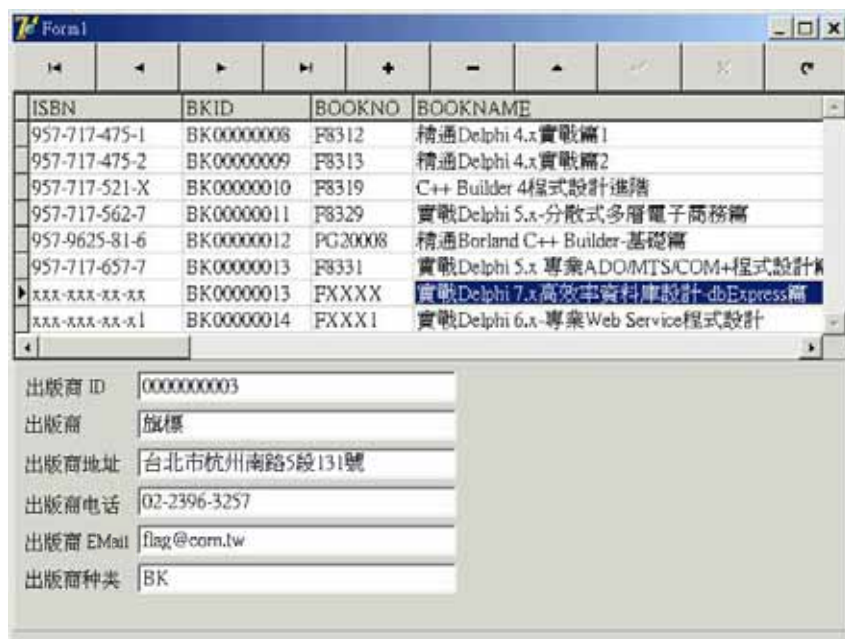 Form1
ISBN BKID BOOKNO BOOKNAME
957-717-475-1 BK00000008 F8312 精通Delphi 4.x實戰篇1
957-717-475-2 BK00000009 F8313 精通Delphi 4.x實戰篇2
957-717-521-X BK00000010 F8319 C++ Builder 4程式設計進階
957-717-562-7 BK00000011 F8329 實戰Delphi 5.x-分散式多層電子商務篇
957-9625-81-6 BK00000012 PG20008 精通Borland C++ Builder-基礎篇
957-717-657-7 BK00000013 F8331 實戰Delphi 5.x 專業ADO/MTS/COM+程式設計篇
xxx-xxx-xx-xx BK00000013 FXXXX 實戰Delphi 7.x高效率資料庫設計-dbExpress篇
xxx-xxx-xx-x1 BK00000014 FXXX1 實戰Delphi 6.x-專業Web Service程式設計
出版商 ID 0000000003
出版商 旗標
出版商地址 台北市杭州南路5段131號
出版商电话 02-2396-3257
出版商 EMail flag@com.tw
出版商种类 BK